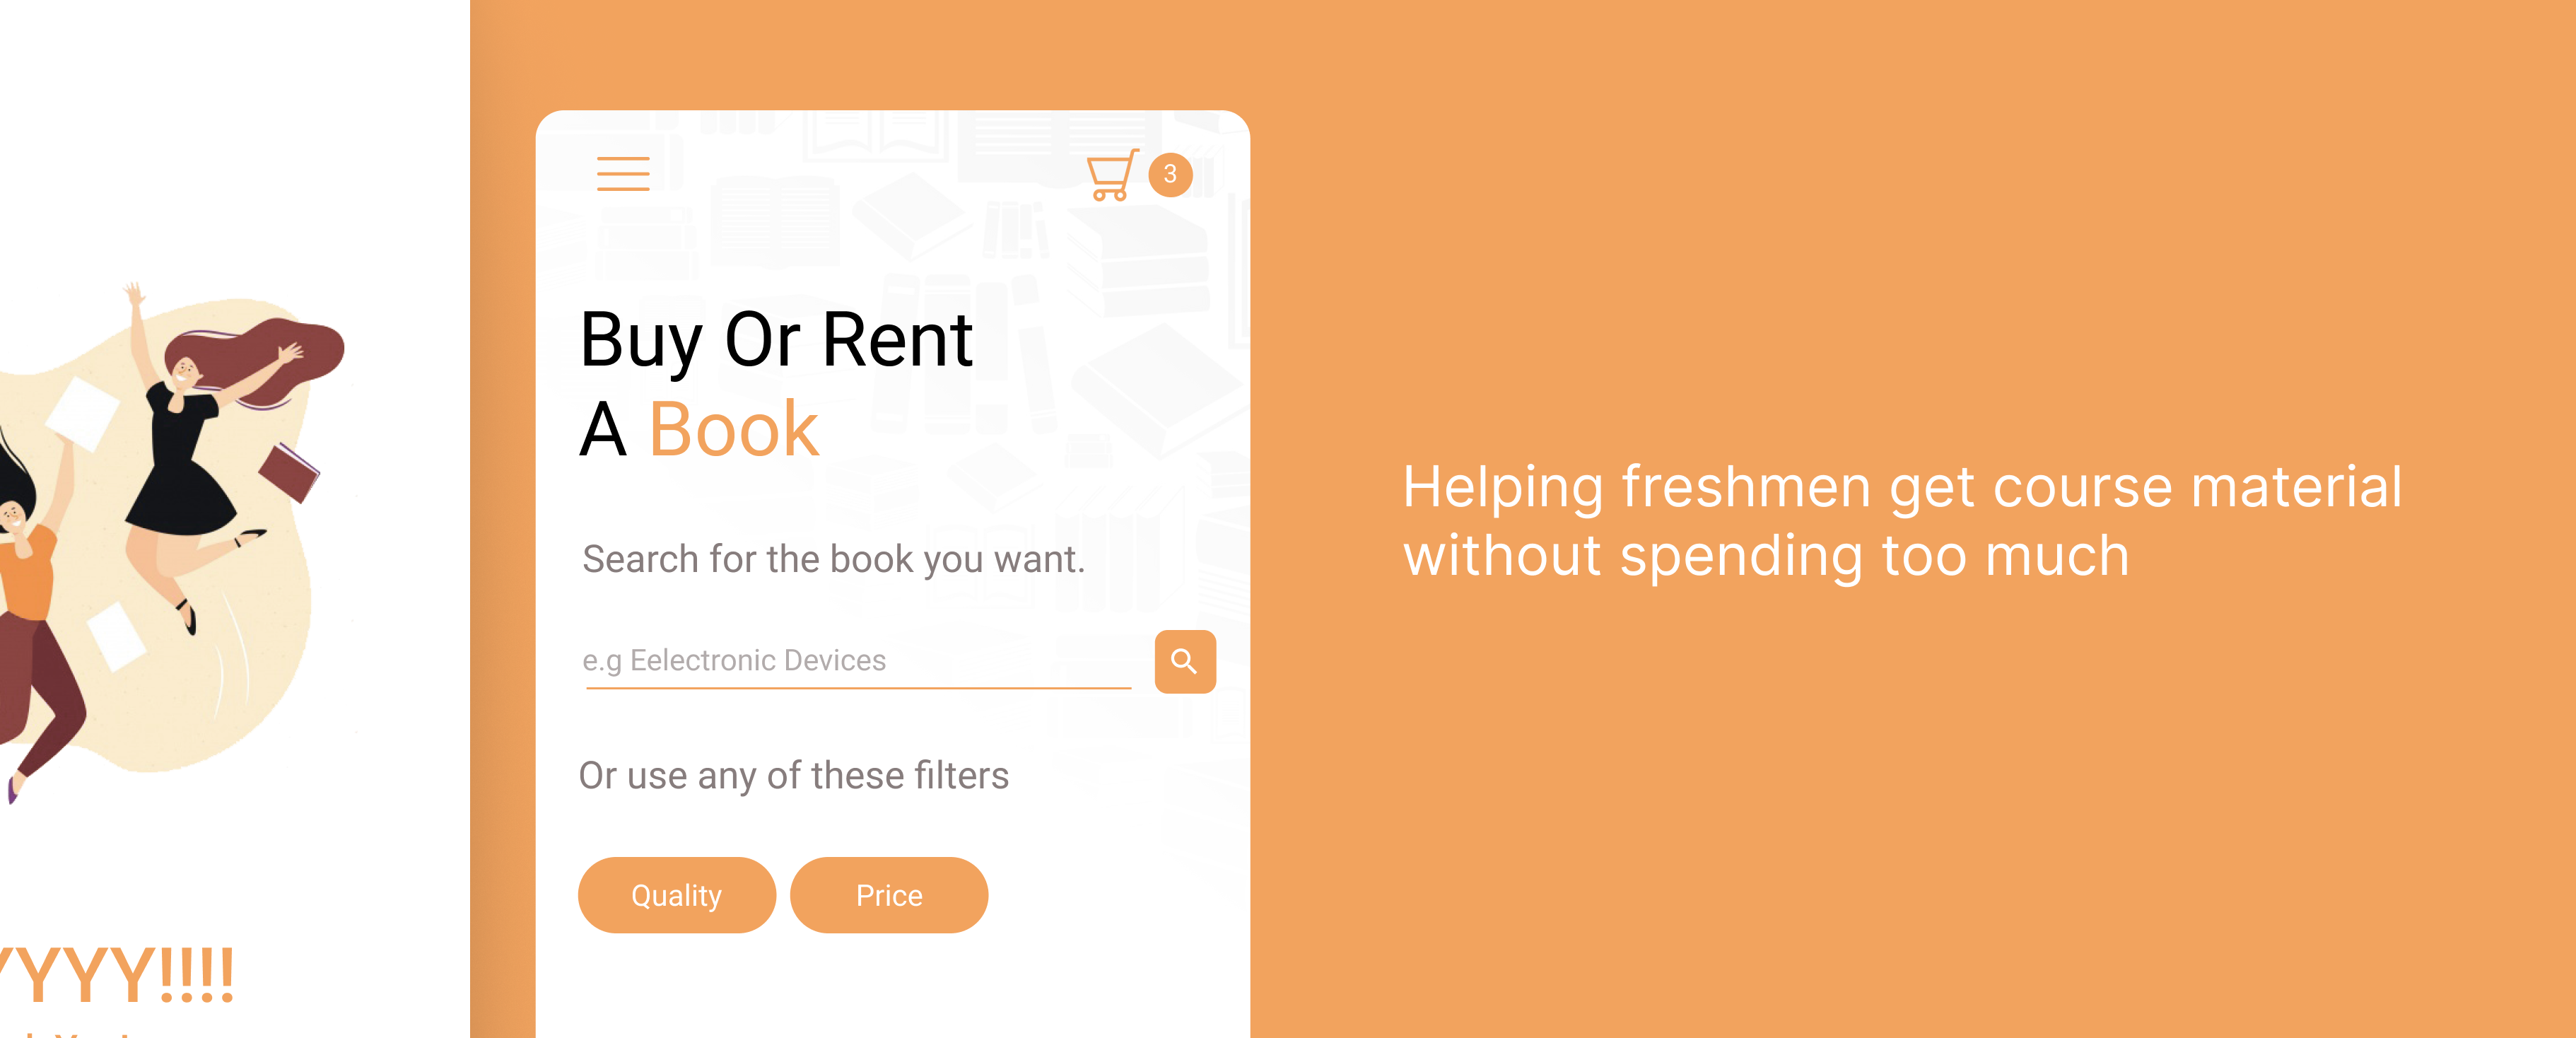 YYYY!!!!
3
Buy Or Rent
A Book
Search for the book you want.
e.g Eelectronic Devices
Or use any of these filters
Quality
Price
Helping freshmen get course material
without spending too much